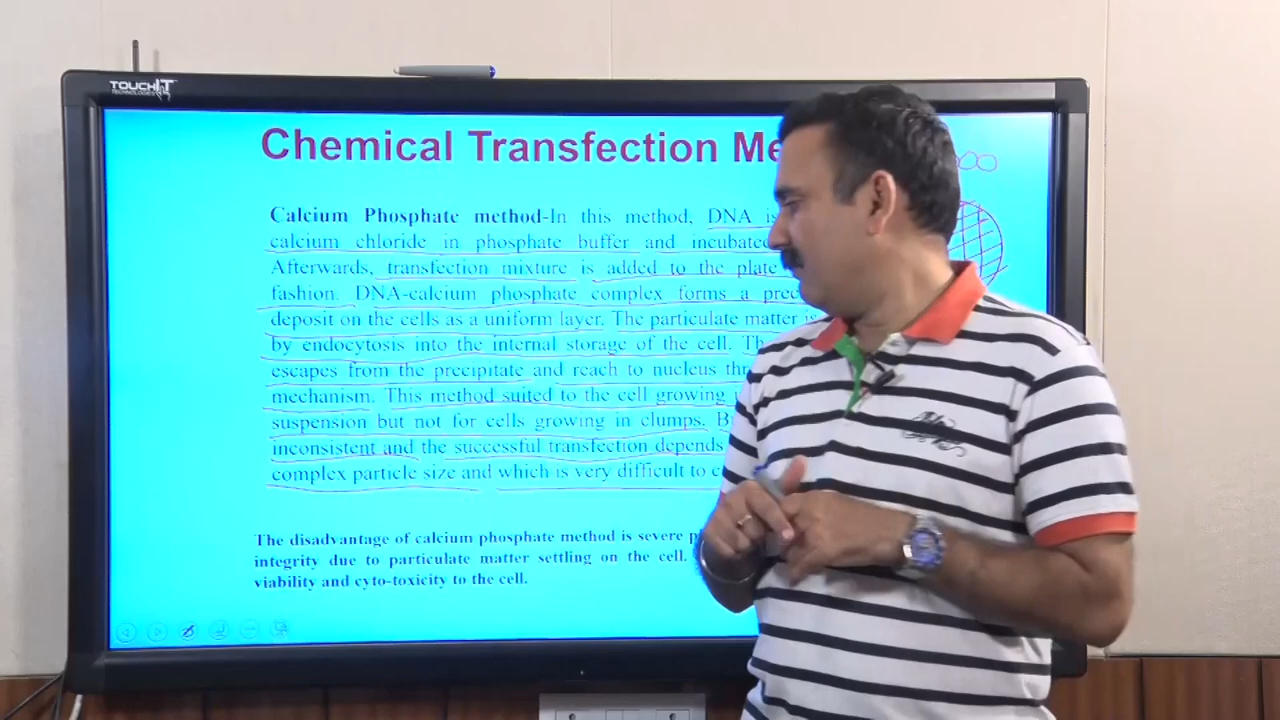 TOUCHIT
TECHNOLOGIES
Chemical Transfection Me
Calcium Phosphate method-In this method, DNA is
calcium chloride in phosphate buffer and incubated
Afterwards, transfection mixture is added to the plate
fashion. DNA-calcium phosphate complex forms a prec
deposit on the cells as a uniform layer. The particulate matter is
by endocytosis into the internal storage of the cell. Th
escapes from the precipitate and reach to nucleus thr
mechanism. This method suited to the cell growing
suspension but not for cells growing in clumps. B
inconsistent and the successful transfection depends
complex particle size and which is very difficult to c
The disadvantage of calcium phosphate method is severe p
integrity due to particulate matter settling on the cell.
viability and cyto-toxicity to the cell.